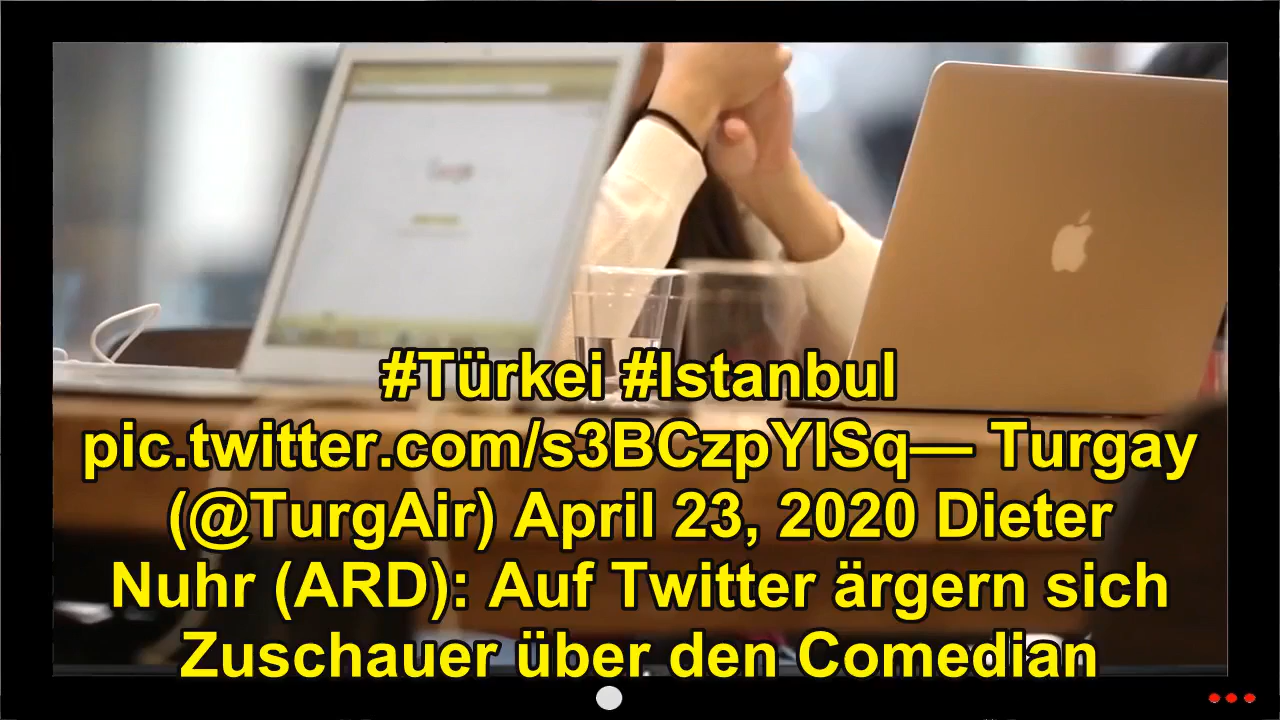 #Türkei #Istanbul
pic.twitter.com/s3BCzpYlSq— Turgay
(@TurgAir) April 23, 2020 Dieter
Nuhr (ARD): Auf Twitter ärgern sich
Zuschauer über den Comedian